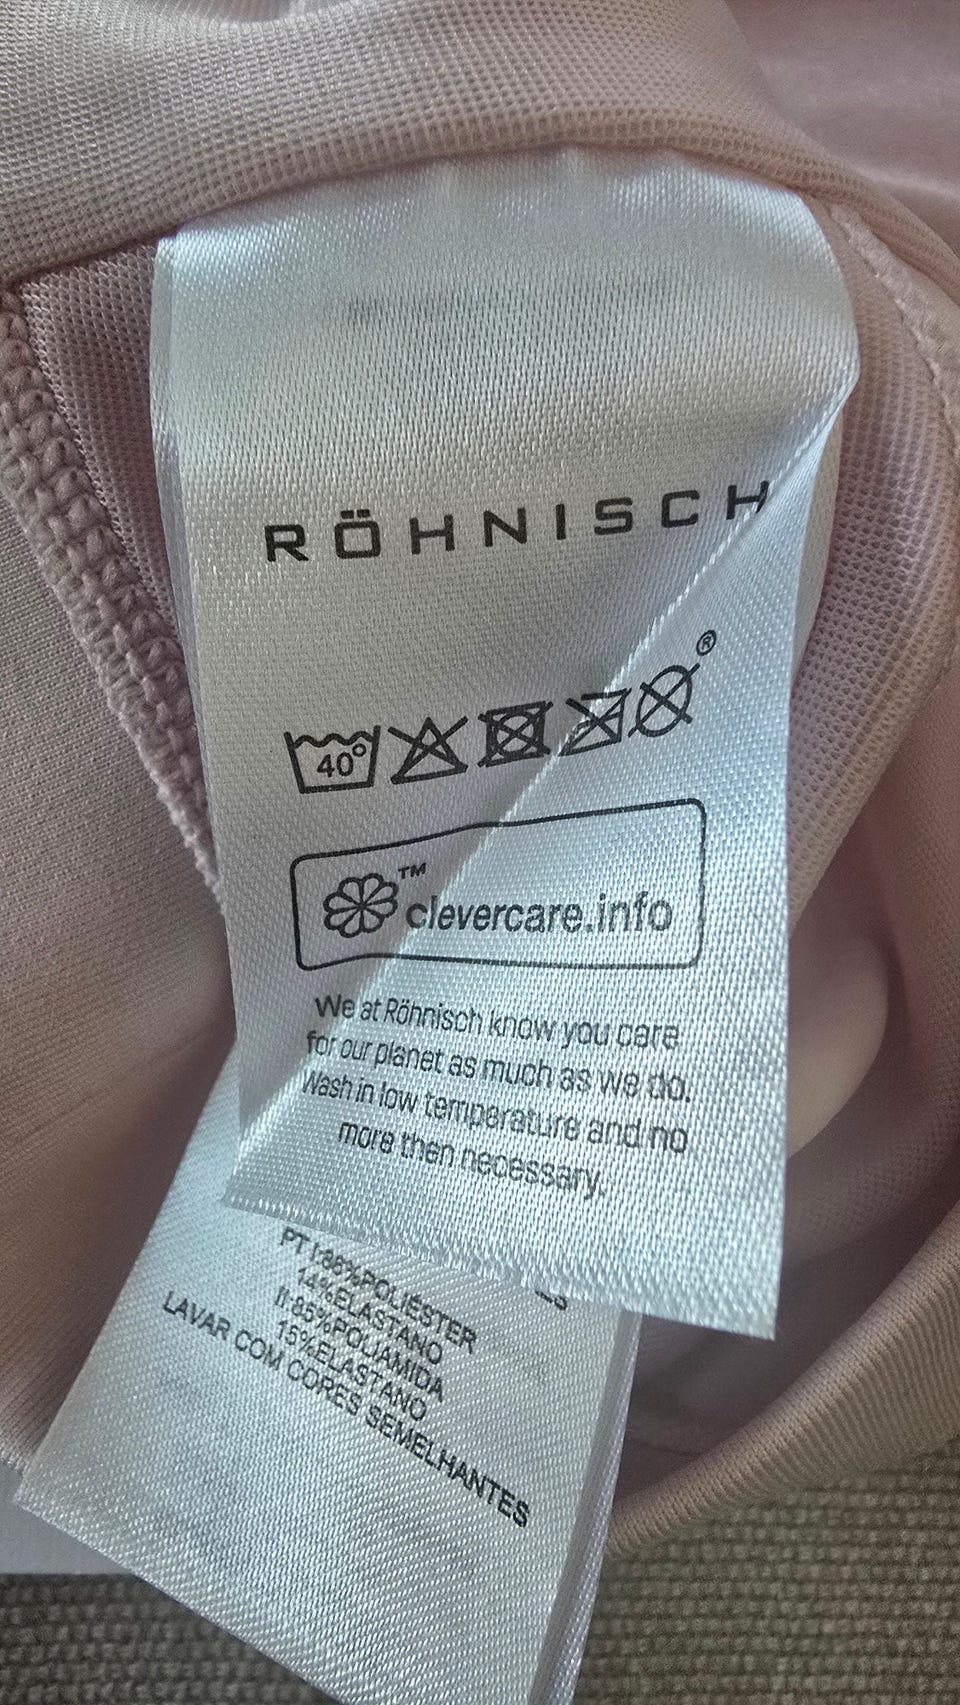 RÖHNISCH
®
40°
™
clevercare.info
We at Röhnisch know you care
for our planet as much as we do.
Wash in low temperature and no
more then necessary.
PT I:86%POLIÉSTER
14%ELASTANO
II:85%POLIAMIDA
15%ELASTANO
LAVAR COM CORES SEMELHANTES